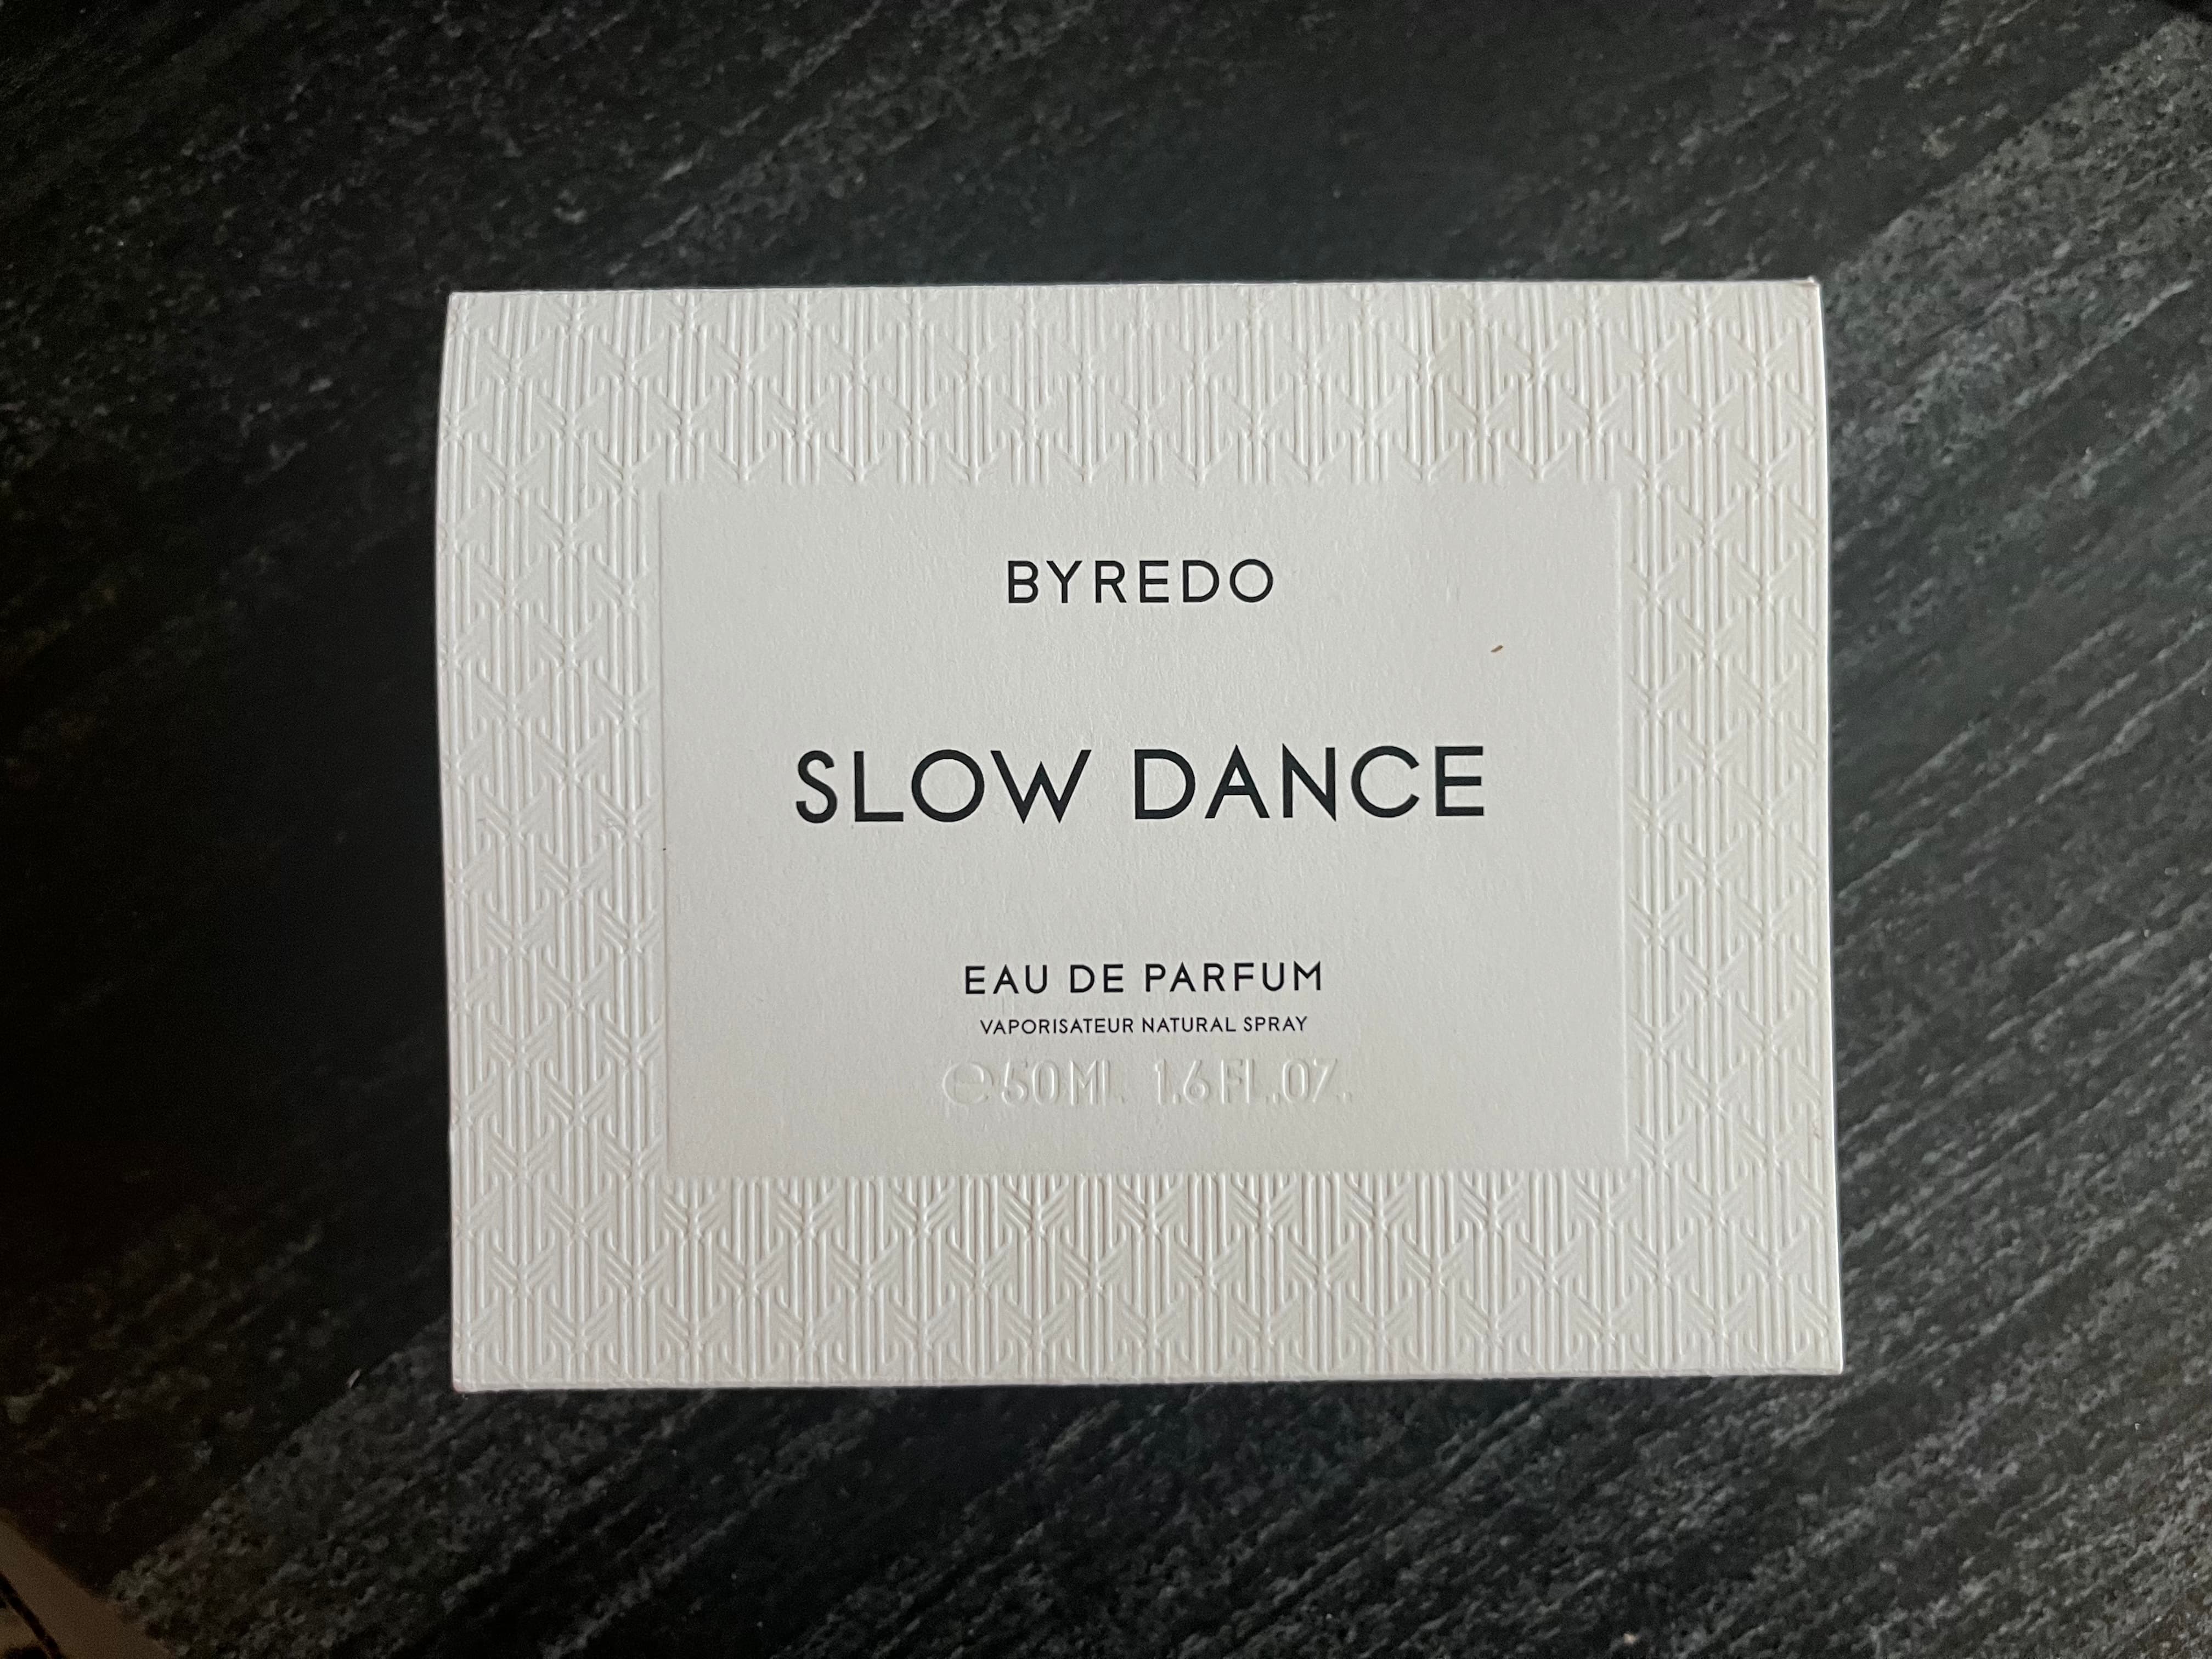 BYREDO
SLOW DANCE
EAU DE PARFUM
VAPORISATEUR NATURAL SPRAY
℮50ML 1.6FL.OZ.